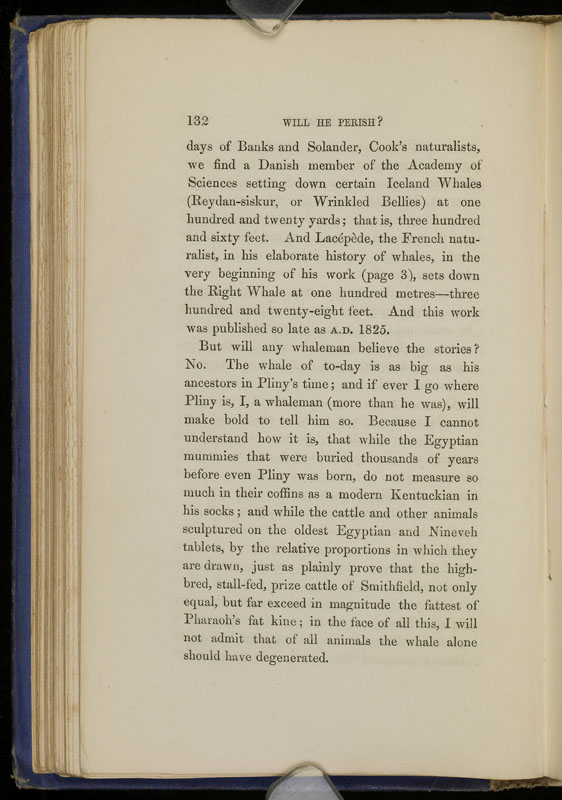 132 WILL HE PERISH?
days of Banks and Solander, Cook's naturalists,
we find a Danish member of the Academy of
Sciences setting down certain Iceland Whales
(Reydan-siskur, or Wrinkled Bellies) at one
hundred and twenty yards; that is, three hundred
and sixty feet. And Lacépède, the French natu-
ralist, in his elaborate history of whales, in the
very beginning of his work (page 3), sets down
the Right Whale at one hundred metres—three
hundred and twenty-eight feet. And this work
was published so late as A.D. 1825.
But will any whaleman believe the stories?
No. The whale of to-day is as big as his
ancestors in Pliny's time; and if ever I go where
Pliny is, I, a whaleman (more than he was), will
make bold to tell him so. Because I cannot
understand how it is, that while the Egyptian
mummies that were buried thousands of years
before even Pliny was born, do not measure so
much in their coffins as a modern Kentuckian in
his socks; and while the cattle and other animals
sculptured on the oldest Egyptian and Nineveh
tablets, by the relative proportions in which they
are drawn, just as plainly prove that the high-
bred, stall-fed, prize cattle of Smithfield, not only
equal, but far exceed in magnitude the fattest of
Pharaoh's fat kine; in the face of all this, I will
not admit that of all animals the whale alone
should have degenerated.